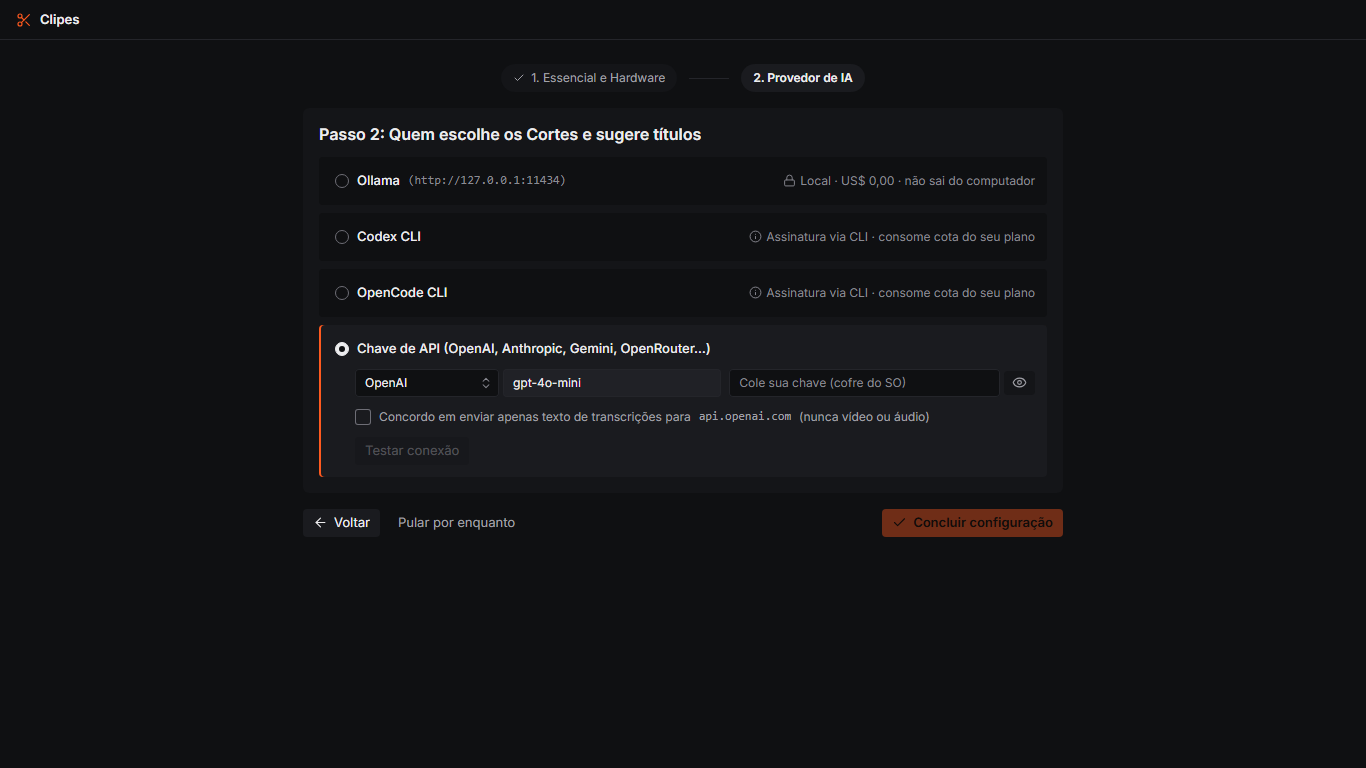 Clipes
1. Essencial e Hardware
2. Provedor de IA
Passo 2: Quem escolhe os Cortes e sugere títulos
Ollama (http://127.0.0.1:11434) Local · US$ 0,00 · não sai do computador
Codex CLI Assinatura via CLI · consome cota do seu plano
OpenCode CLI Assinatura via CLI · consome cota do seu plano
Chave de API (OpenAI, Anthropic, Gemini, OpenRouter...)
OpenAI gpt-4o-mini Cole sua chave (cofre do SO)
Concordo em enviar apenas texto de transcrições para api.openai.com (nunca vídeo ou áudio)
Testar conexão
Voltar Pular por enquanto Concluir configuração